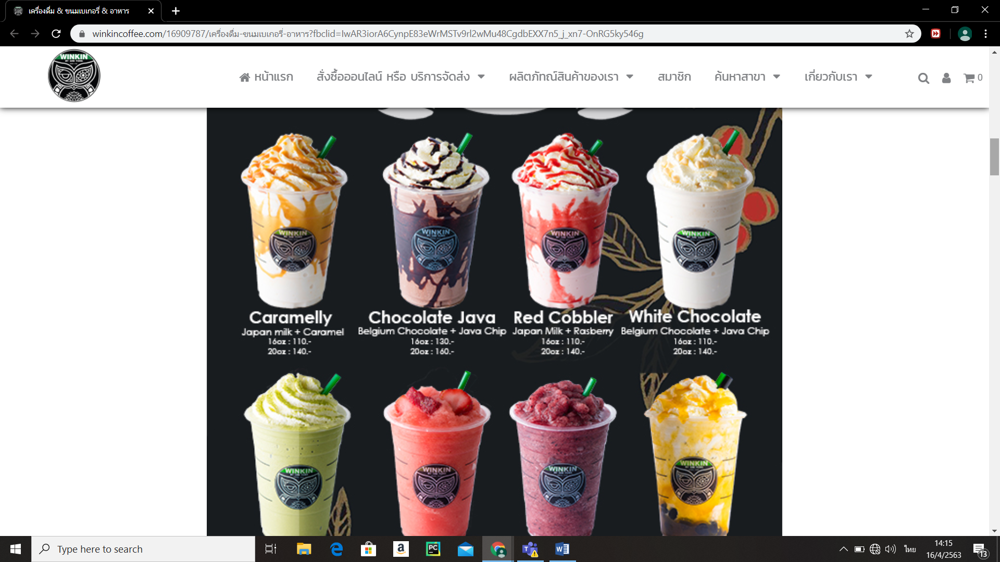 เครื่องดื่ม & ขนมเบเกอรี่ & อาหาร
winkincoffee.com/16909787/เครื่องดื่ม-ขนมเบเกอรี่-อาหาร?fbclid=IwAR3iorA6CynpE83eWrMSTv9rl2wMu48CgdbEXX7n5_j_xn7-OnRG5ky546g
WINKIN
หน้าแรก สั่งซื้อออนไลน์ หรือ บริการจัดส่ง ผลิตภัทณ์สินค้าของเรา สมาชิก ค้นหาสาขา เกี่ยวกับเรา 0
WINKIN WINKIN WINKIN WINKIN
Caramelly Chocolate Java Red Cobbler White Chocolate
Japan milk + Caramel Belgium Chocolate + Java Chip Japan Milk + Rasberry Belgium Chocolate + Java Chip
16oz : 110.- 16oz : 130.- 16oz : 110.- 16oz : 110.-
20oz : 140.- 20oz : 160.- 20oz : 140.- 20oz : 140.-
WINKIN WINKIN WINKIN WINKIN
Type here to search
PC
ไทย
14:15
16/4/2563
13